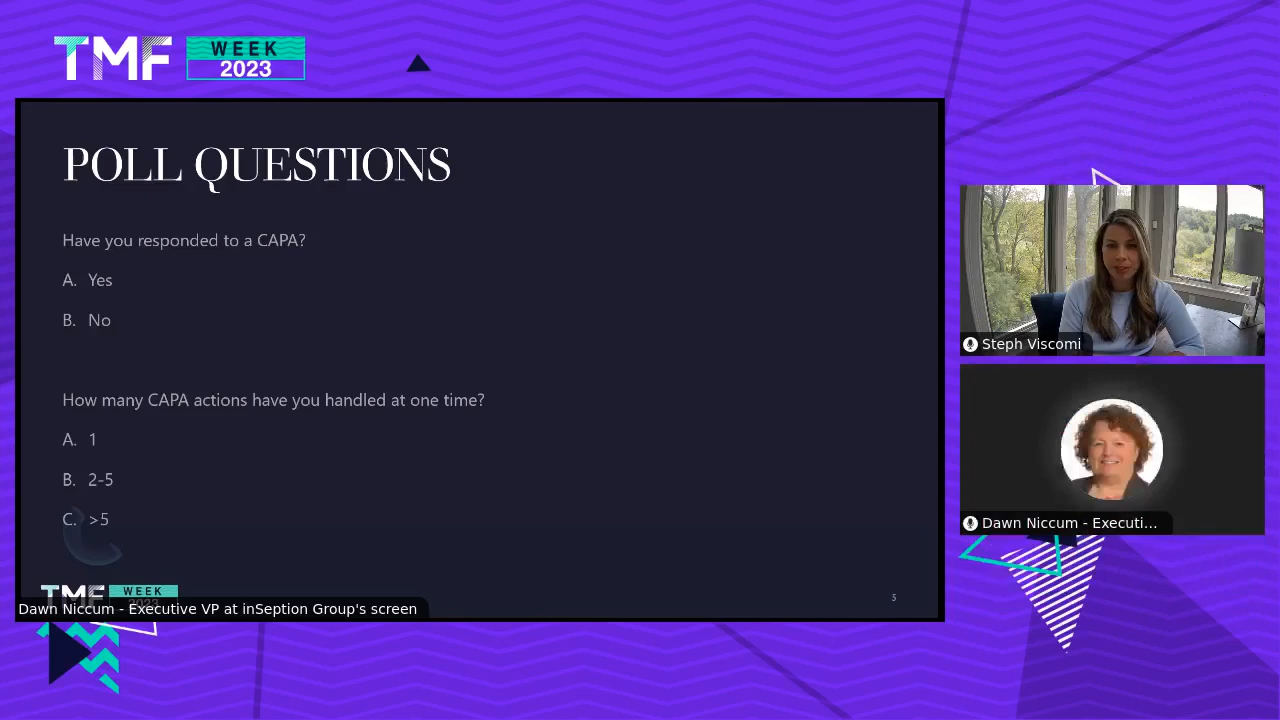 TMF WEEK
2023
POLL QUESTIONS
Have you responded to a CAPA?
A. Yes
B. No
How many CAPA actions have you handled at one time?
A. 1
B. 2-5
C. >5
TMF WEEK
5
Dawn Niccum - Executive VP at inSeption Group's screen
Steph Viscomi
Dawn Niccum - Executi...